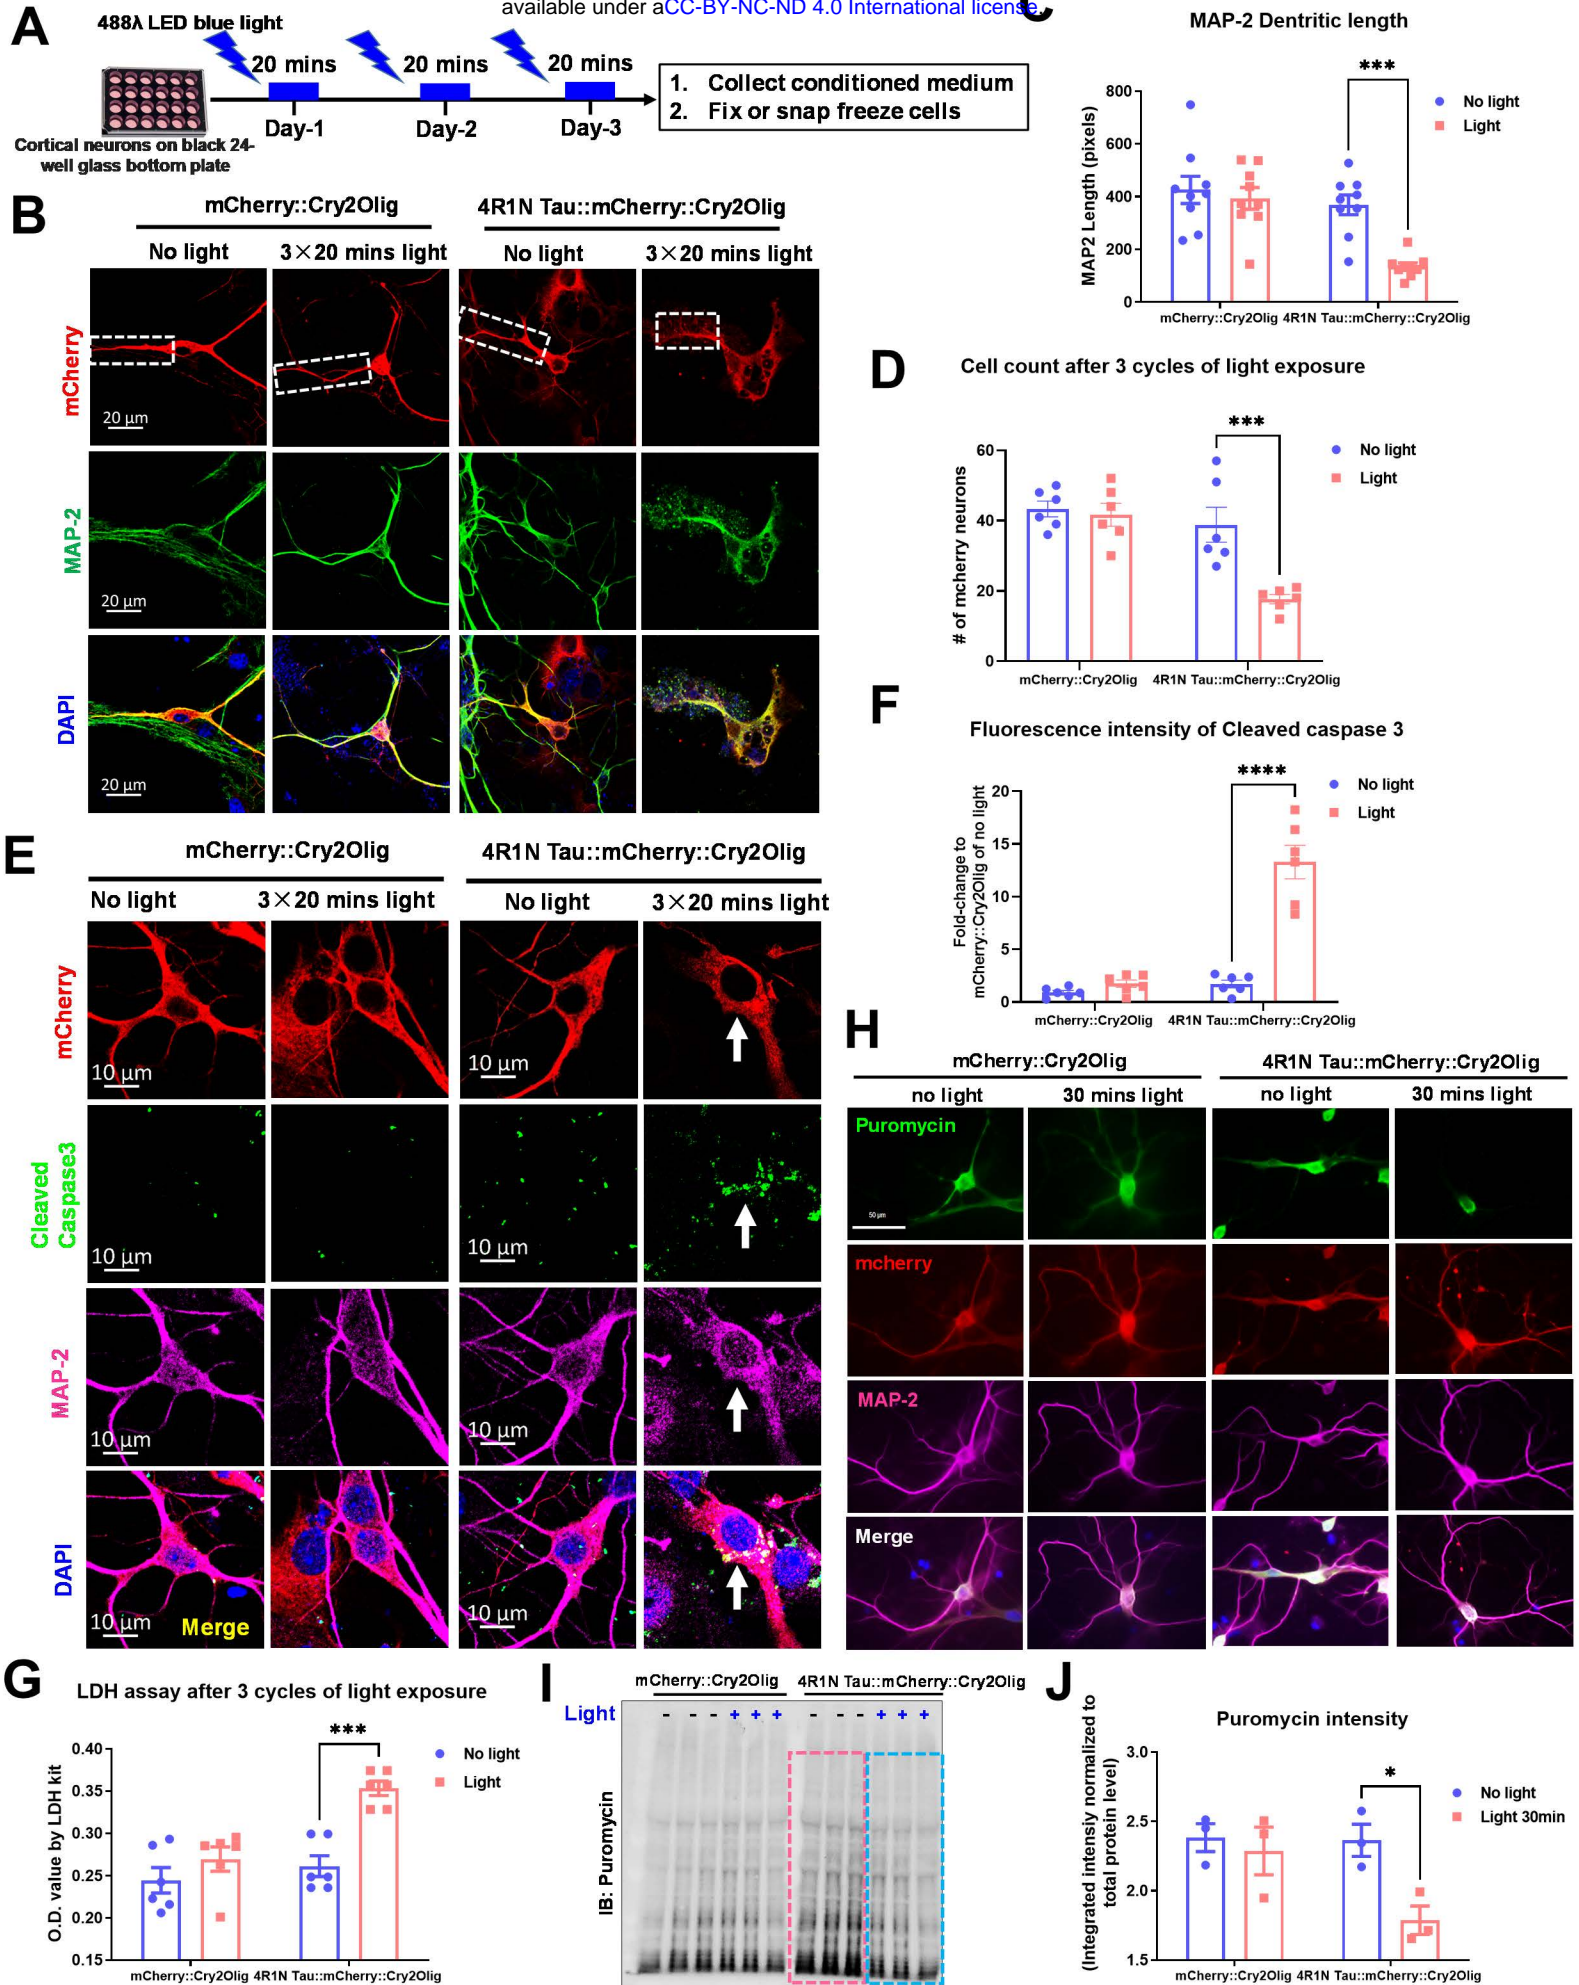 available under aCC-BY-NC-ND 4.0 International license.
A
488λ LED blue light
20 mins
20 mins
20 mins
Day-1
Day-2
Day-3
1. Collect conditioned medium
2. Fix or snap freeze cells
Cortical neurons on black 24-
well glass bottom plate
B
mCherry::Cry2Olig
4R1N Tau::mCherry::Cry2Olig
No light
3×20 mins light
No light
3×20 mins light
mCherry
20 µm
MAP-2
20 µm
DAPI
20 µm
C
MAP-2 Dentritic length
***
No light
Light
MAP2 Length (pixels)
800
600
400
200
0
mCherry::Cry2Olig
4R1N Tau::mCherry::Cry2Olig
D
Cell count after 3 cycles of light exposure
***
No light
Light
# of mcherry neurons
60
40
20
0
mCherry::Cry2Olig
4R1N Tau::mCherry::Cry2Olig
E
mCherry::Cry2Olig
4R1N Tau::mCherry::Cry2Olig
No light
3×20 mins light
No light
3×20 mins light
mCherry
10 µm
10 µm
Cleaved
Caspase3
10 µm
10 µm
MAP-2
10 µm
10 µm
DAPI
10 µm
Merge
10 µm
F
Fluorescence intensity of Cleaved caspase 3
****
No light
Light
Fold-change to
mCherry::Cry2Olig of no light
20
15
10
5
0
mCherry::Cry2Olig
4R1N Tau::mCherry::Cry2Olig
H
mCherry::Cry2Olig
4R1N Tau::mCherry::Cry2Olig
no light
30 mins light
no light
30 mins light
Puromycin
50 µm
mcherry
MAP-2
Merge
G
LDH assay after 3 cycles of light exposure
***
No light
Light
O.D. value by LDH kit
0.40
0.35
0.30
0.25
0.20
0.15
mCherry::Cry2Olig
4R1N Tau::mCherry::Cry2Olig
I
mCherry::Cry2Olig
4R1N Tau::mCherry::Cry2Olig
Light - - - + + + - - - + + +
IB: Puromycin
J
Puromycin intensity
*
No light
Light 30min
(Integrated intensiy normalized to
total protein level)
3.0
2.5
2.0
1.5
mCherry::Cry2Olig
4R1N Tau::mCherry::Cry2Olig